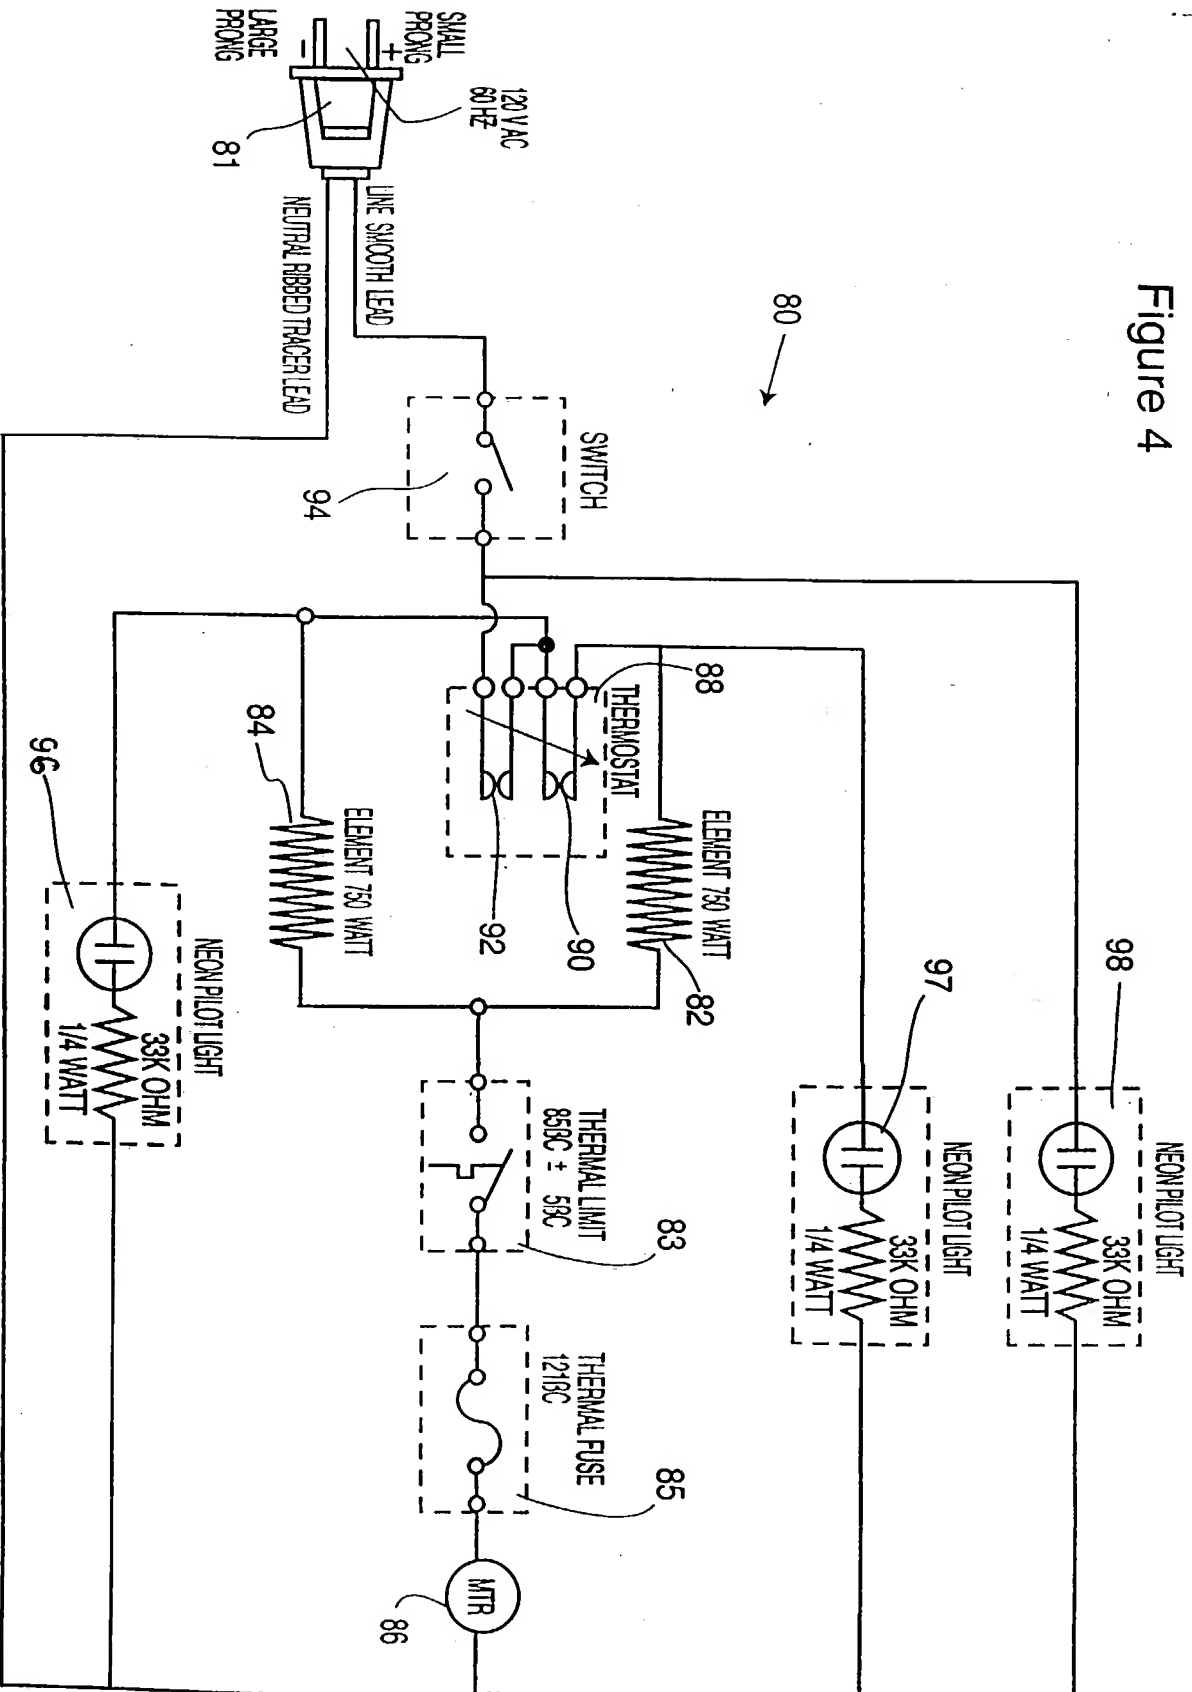 Figure 4
80
SMALL
PRONG
+
-
LARGE
PRONG
120 V AC
60 HZ
81
LINE SMOOTH LEAD
NEUTRAL RIBBED TRACER LEAD
SWITCH
94
88
THERMOSTAT
90
92
ELEMENT 750 WATT
82
84
ELEMENT 750 WATT
98
NEON PILOT LIGHT
33K OHM
1/4 WATT
97
NEON PILOT LIGHT
33K OHM
1/4 WATT
THERMAL LIMIT
85BC ± 5BC
83
THERMAL FUSE
121BC
85
MTR
86
96
NEON PILOT LIGHT
33K OHM
1/4 WATT